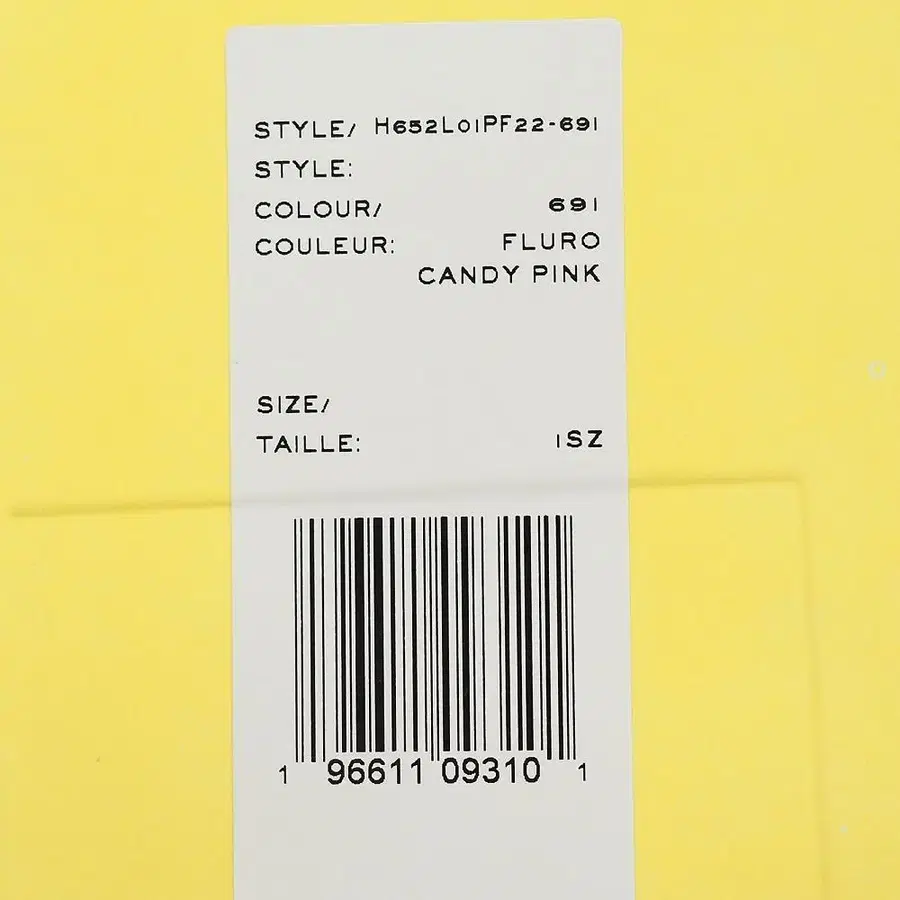 STYLE/ H652L01PF22-691
STYLE:
COLOUR/ 691
COULEUR: FLURO
CANDY PINK
SIZE/
TAILLE: 1SZ
1 96611 09310 1